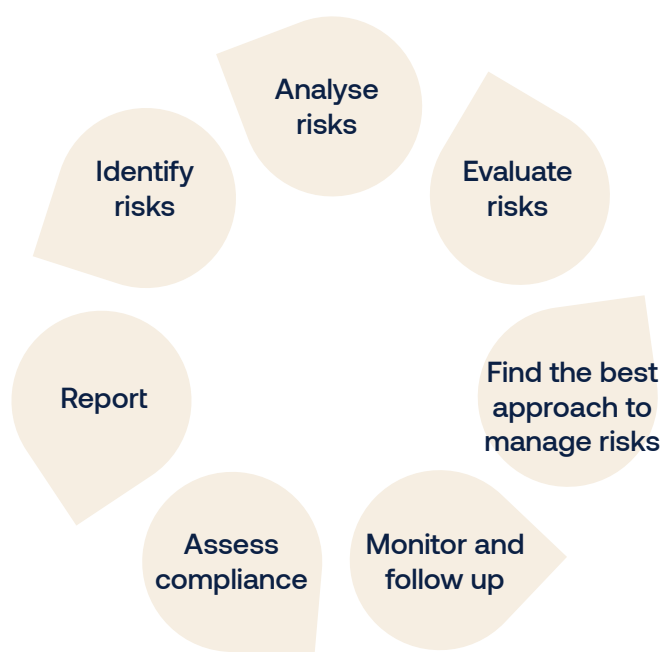 Analyse
risks
Identify
risks
Evaluate
risks
Find the best
approach to
manage risks
Report
Monitor and
follow up
Assess
compliance